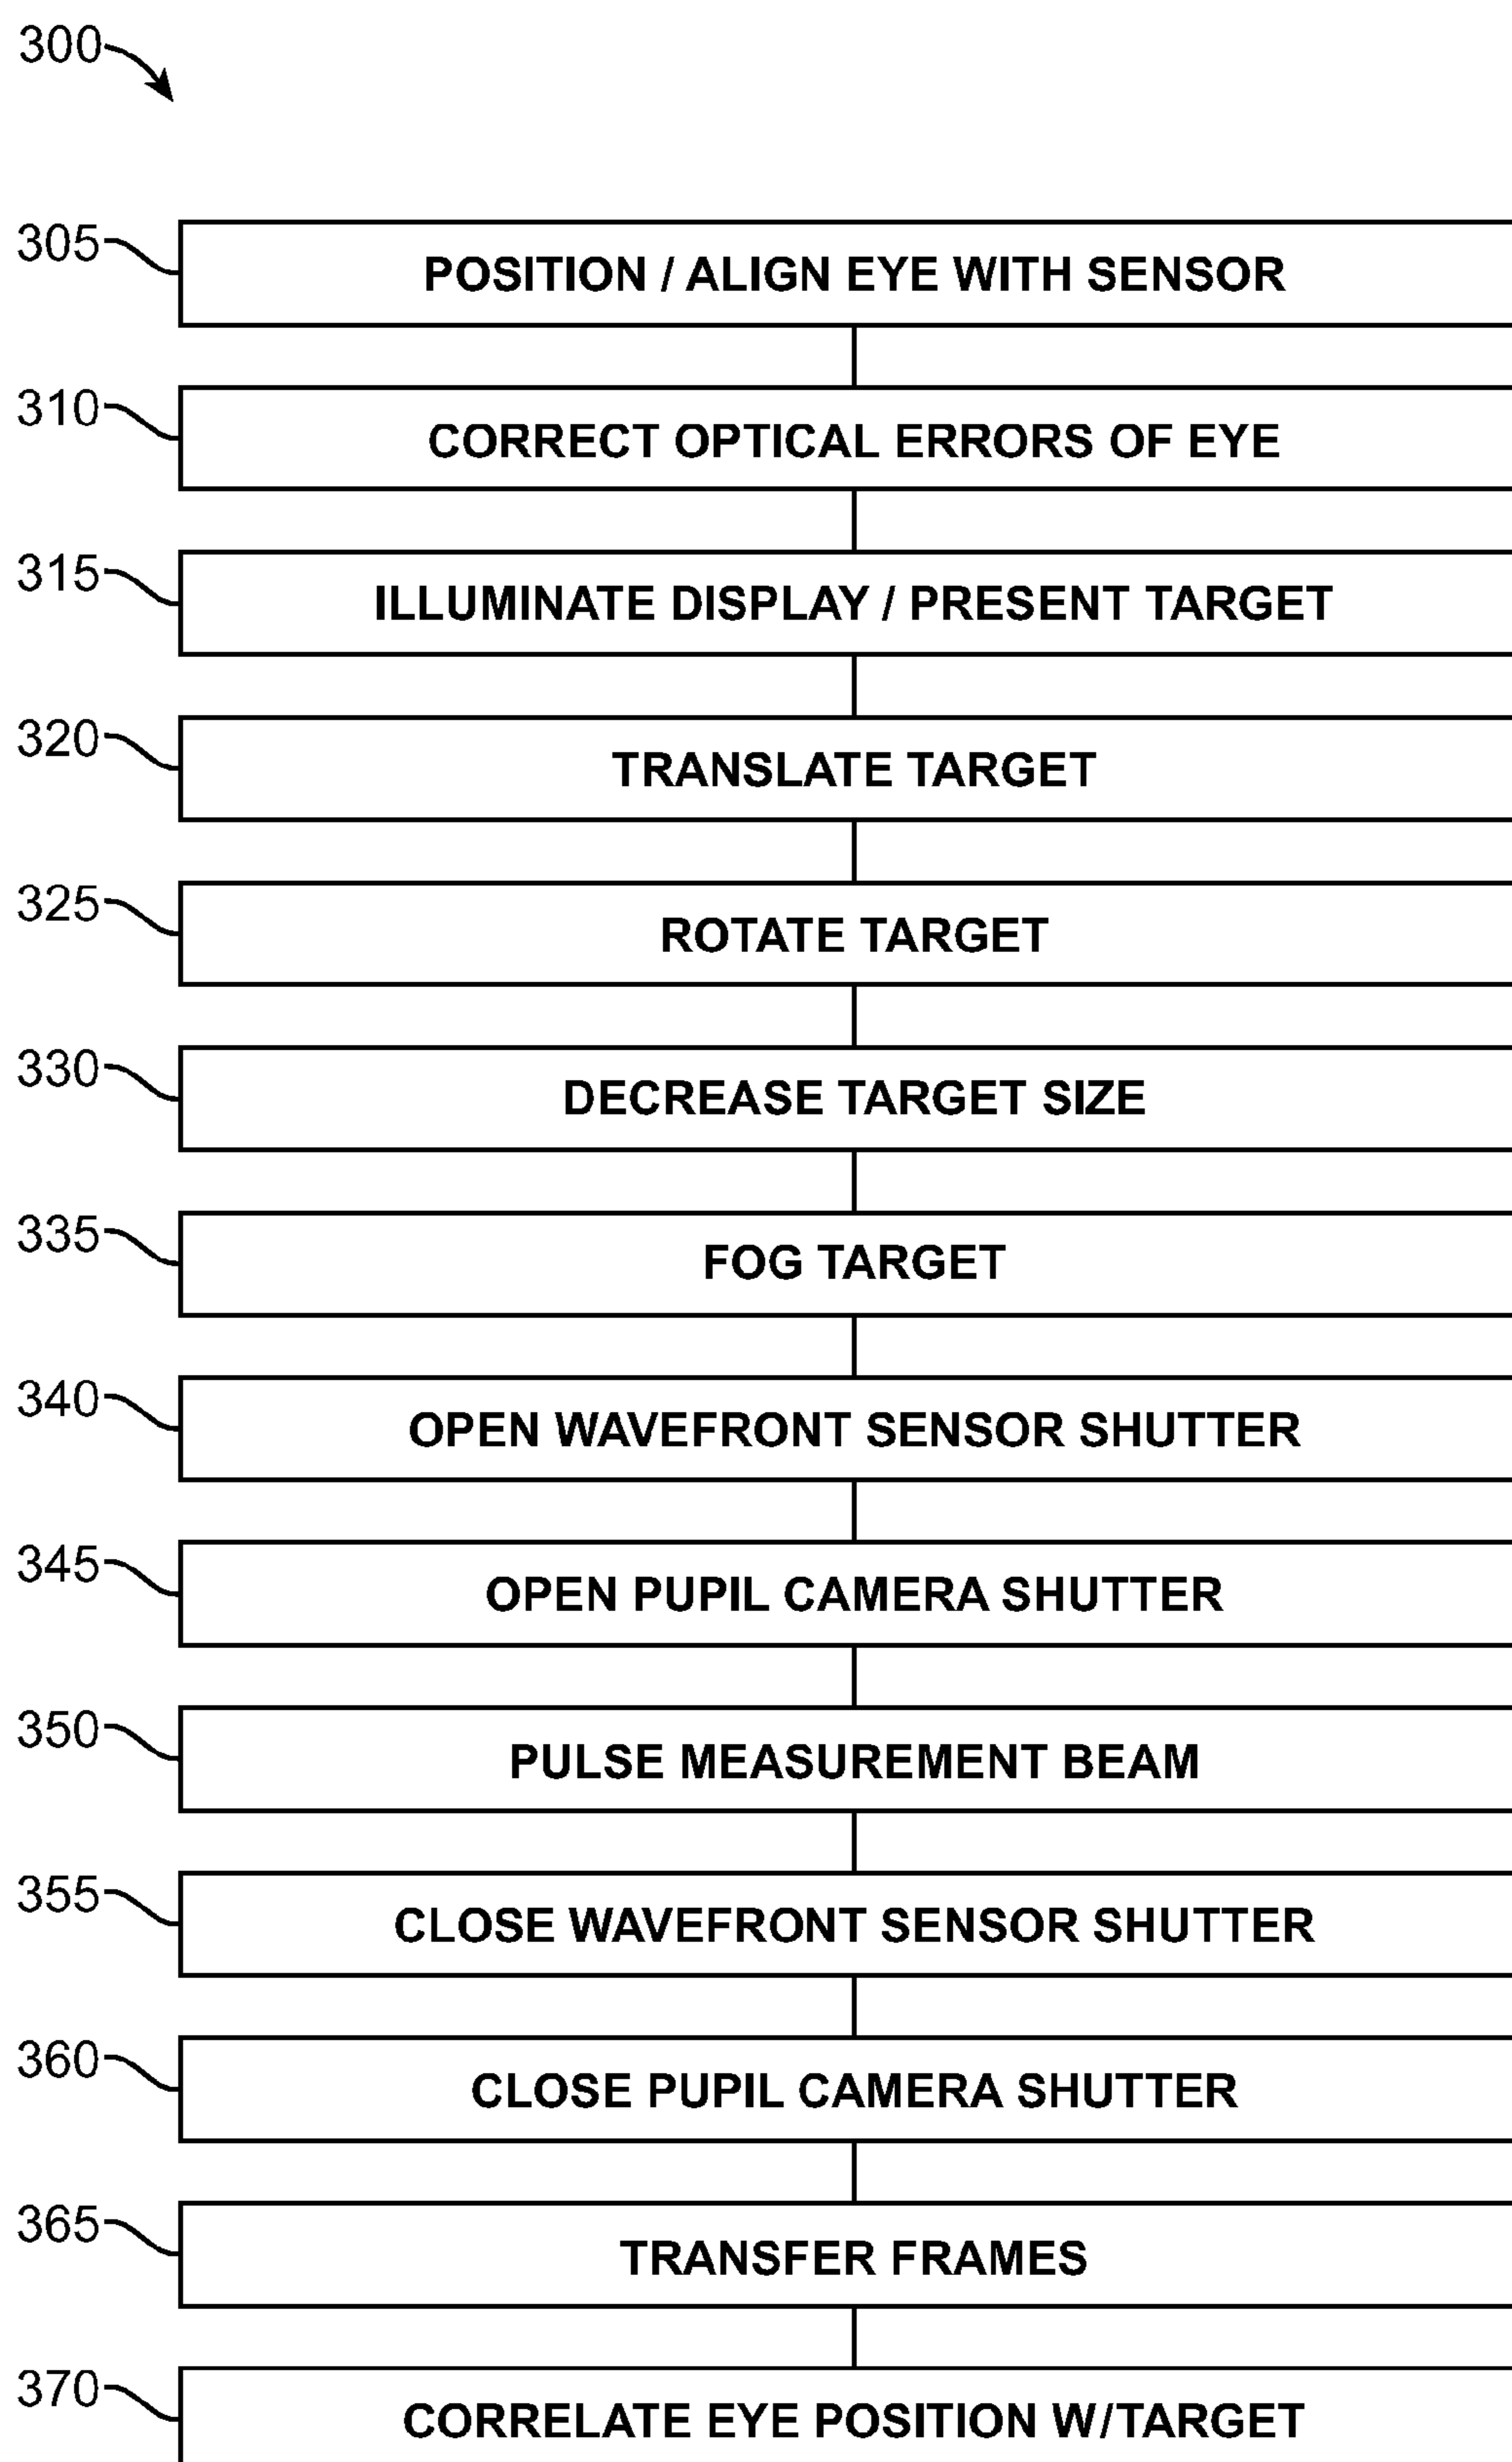 300
305 POSITION / ALIGN EYE WITH SENSOR
310 CORRECT OPTICAL ERRORS OF EYE
315 ILLUMINATE DISPLAY / PRESENT TARGET
320 TRANSLATE TARGET
325 ROTATE TARGET
330 DECREASE TARGET SIZE
335 FOG TARGET
340 OPEN WAVEFRONT SENSOR SHUTTER
345 OPEN PUPIL CAMERA SHUTTER
350 PULSE MEASUREMENT BEAM
355 CLOSE WAVEFRONT SENSOR SHUTTER
360 CLOSE PUPIL CAMERA SHUTTER
365 TRANSFER FRAMES
370 CORRELATE EYE POSITION W/TARGET